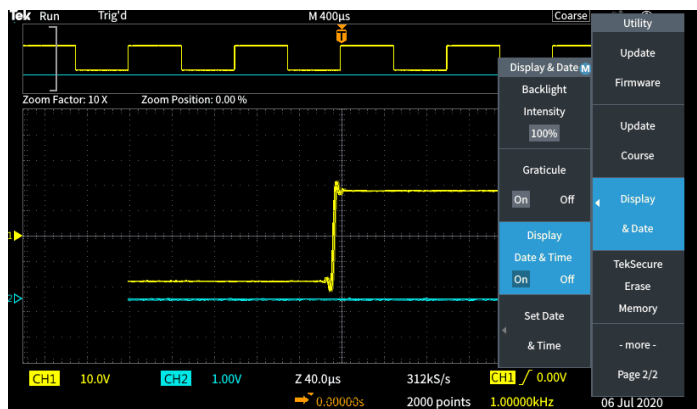 Tek Run Trig'd M 400µs Coarse
Zoom Factor: 10 X Zoom Position: 0.00 %
1
2
CH1 10.0V CH2 1.00V Z 40.0µs 312kS/s CH1 0.00V
0.00000s 2000 points 1.00000kHz 06 Jul 2020
Display & Date M
Backlight
Intensity
100%
Graticule
On Off
Display
Date & Time
On Off
Set Date
& Time
Utility
Update
Firmware
Update
Course
Display
& Date
TekSecure
Erase
Memory
- more -
Page 2/2